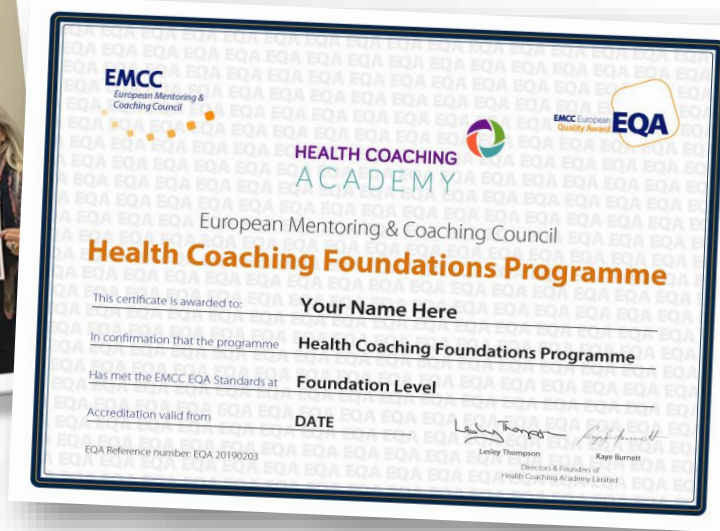 EMCC
European Mentoring &
Coaching Council
EMCC European
Quality Award
EQA
HEALTH COACHING
ACADEMY
European Mentoring & Coaching Council
Health Coaching Foundations Programme
This certificate is awarded to: Your Name Here
In confirmation that the programme Health Coaching Foundations Programme
Has met the EMCC EQA Standards at Foundation Level
Accreditation valid from DATE
Lesley Thompson
Lesley Thompson Kaye Burnett
Directors & Founders of
Health Coaching Academy Limited
EQA Reference number: EQA 20190203